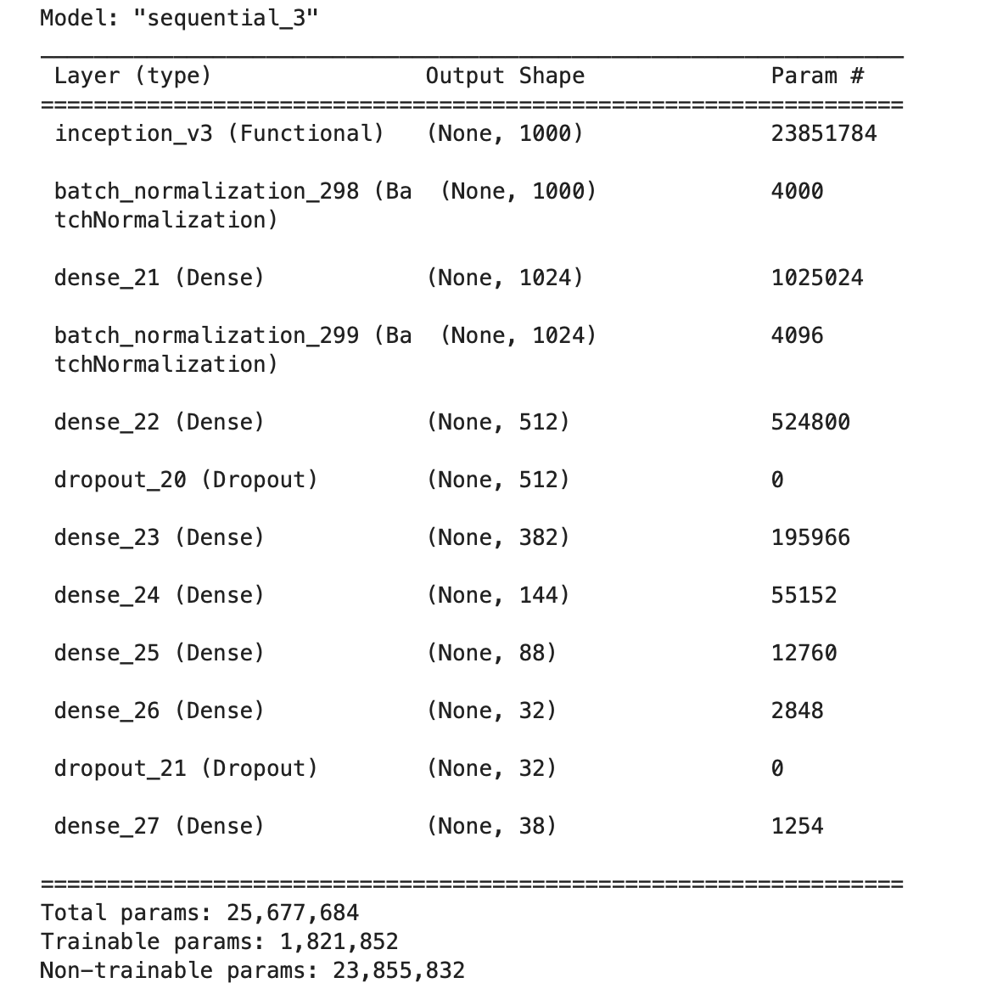 Model: "sequential_3"
Layer (type) Output Shape Param #
inception_v3 (Functional) (None, 1000) 23851784
batch_normalization_298 (Ba (None, 1000) 4000
tchNormalization)
dense_21 (Dense) (None, 1024) 1025024
batch_normalization_299 (Ba (None, 1024) 4096
tchNormalization)
dense_22 (Dense) (None, 512) 524800
dropout_20 (Dropout) (None, 512) 0
dense_23 (Dense) (None, 382) 195966
dense_24 (Dense) (None, 144) 55152
dense_25 (Dense) (None, 88) 12760
dense_26 (Dense) (None, 32) 2848
dropout_21 (Dropout) (None, 32) 0
dense_27 (Dense) (None, 38) 1254
Total params: 25,677,684
Trainable params: 1,821,852
Non-trainable params: 23,855,832